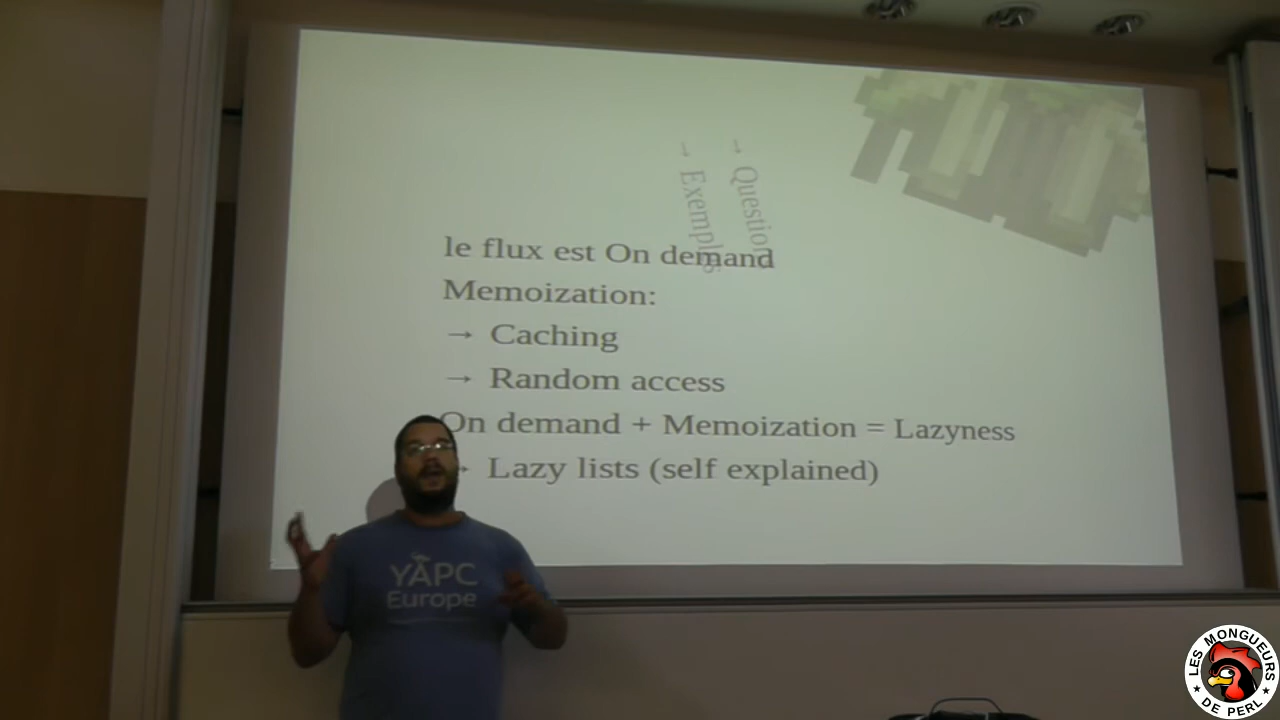 → Question
→ Exemples
le flux est On demand
Memoization:
→ Caching
→ Random access
On demand + Memoization = Lazyness
→ Lazy lists (self explained)
YAPC
Europe
LES MONGUEURS
★ DE PERL ★